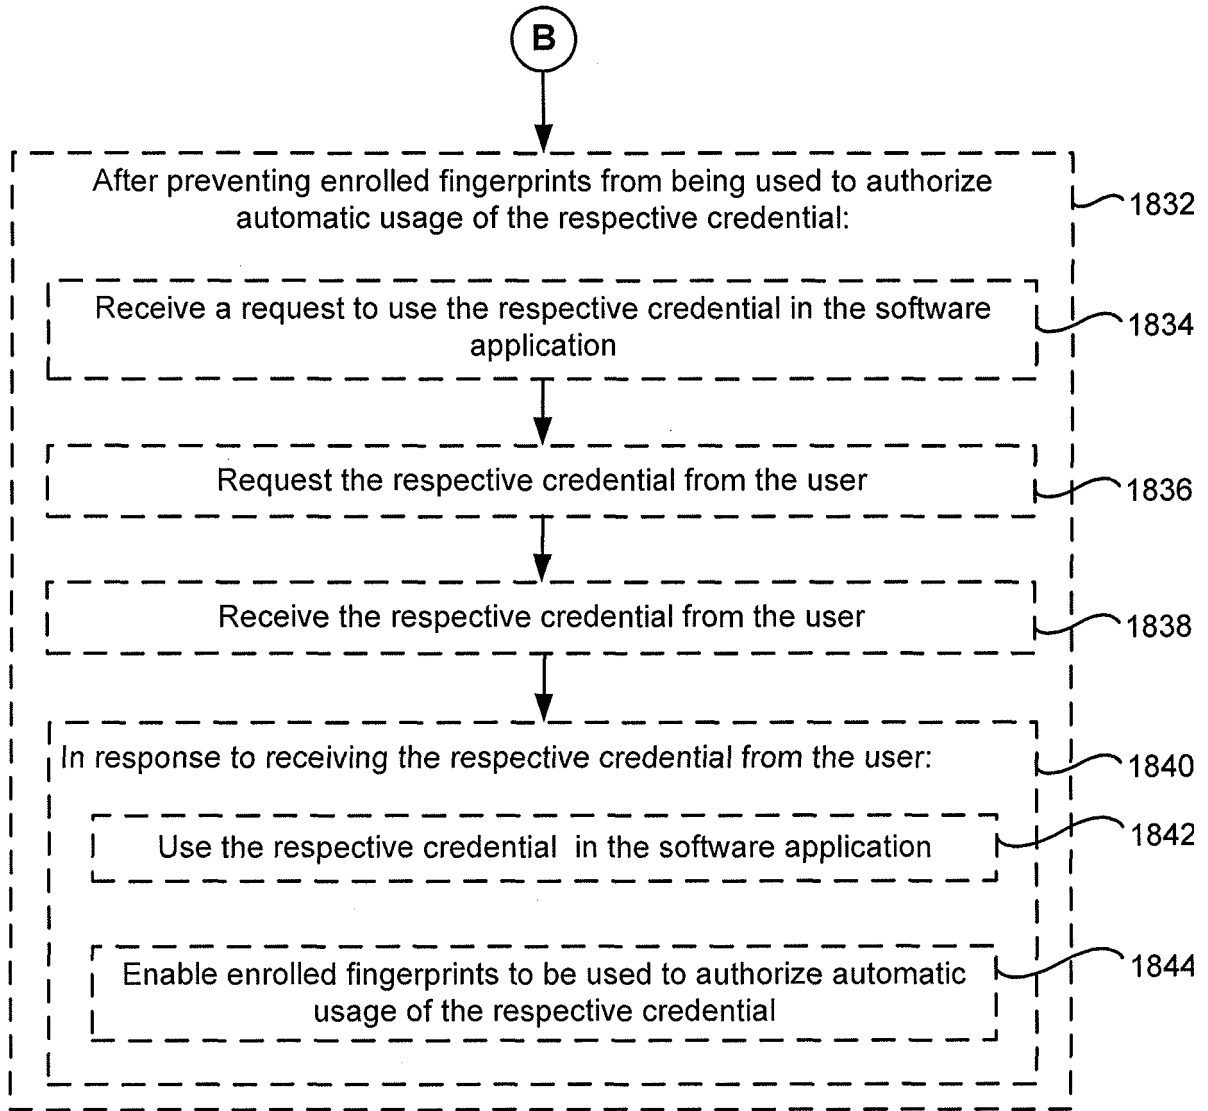 B
After preventing enrolled fingerprints from being used to authorize
automatic usage of the respective credential:
1832
Receive a request to use the respective credential in the software
application
1834
Request the respective credential from the user
1836
Receive the respective credential from the user
1838
In response to receiving the respective credential from the user:
1840
Use the respective credential in the software application
1842
Enable enrolled fingerprints to be used to authorize automatic
usage of the respective credential
1844